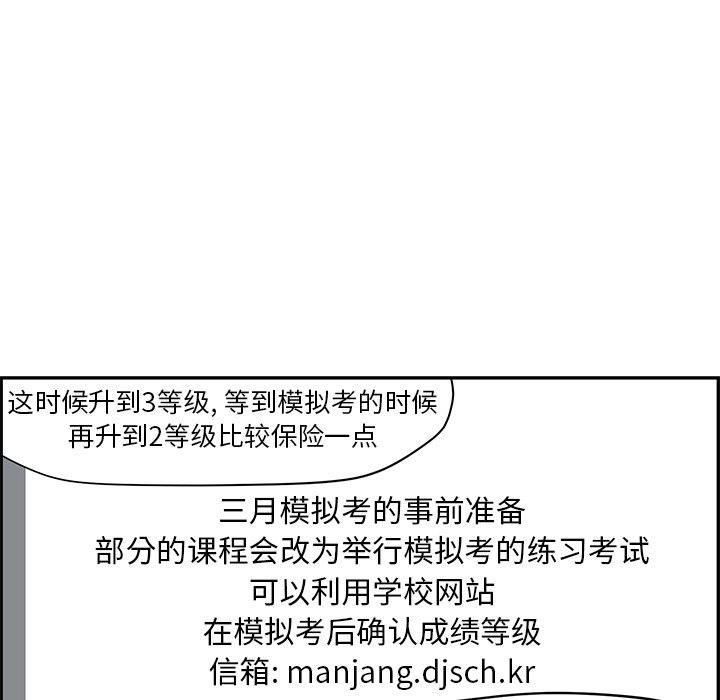 这时候升到3等级, 等到模拟考的时候
再升到2等级比较保险一点
三月模拟考的事前准备
部分的课程会改为举行模拟考的练习考试
可以利用学校网站
在模拟考后确认成绩等级
信箱: manjang.djsch.kr